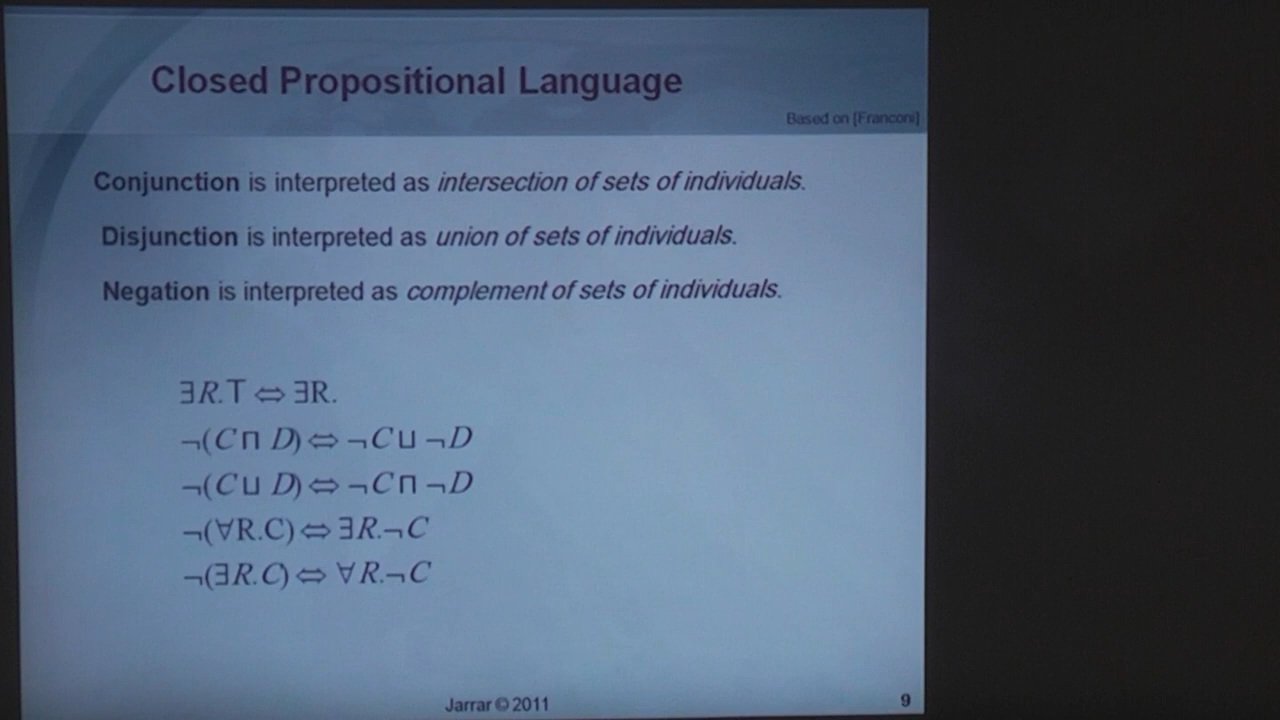 Closed Propositional Language
Based on [Franconi]
Conjunction is interpreted as intersection of sets of individuals.
Disjunction is interpreted as union of sets of individuals.
Negation is interpreted as complement of sets of individuals.
∃R.⊤ ⇔ ∃R.
¬(C⊓ D) ⇔ ¬C⊔ ¬D
¬(C⊔ D) ⇔ ¬C⊓ ¬D
¬(∀R.C) ⇔ ∃R.¬C
¬(∃R.C) ⇔ ∀R.¬C
Jarrar © 2011
9